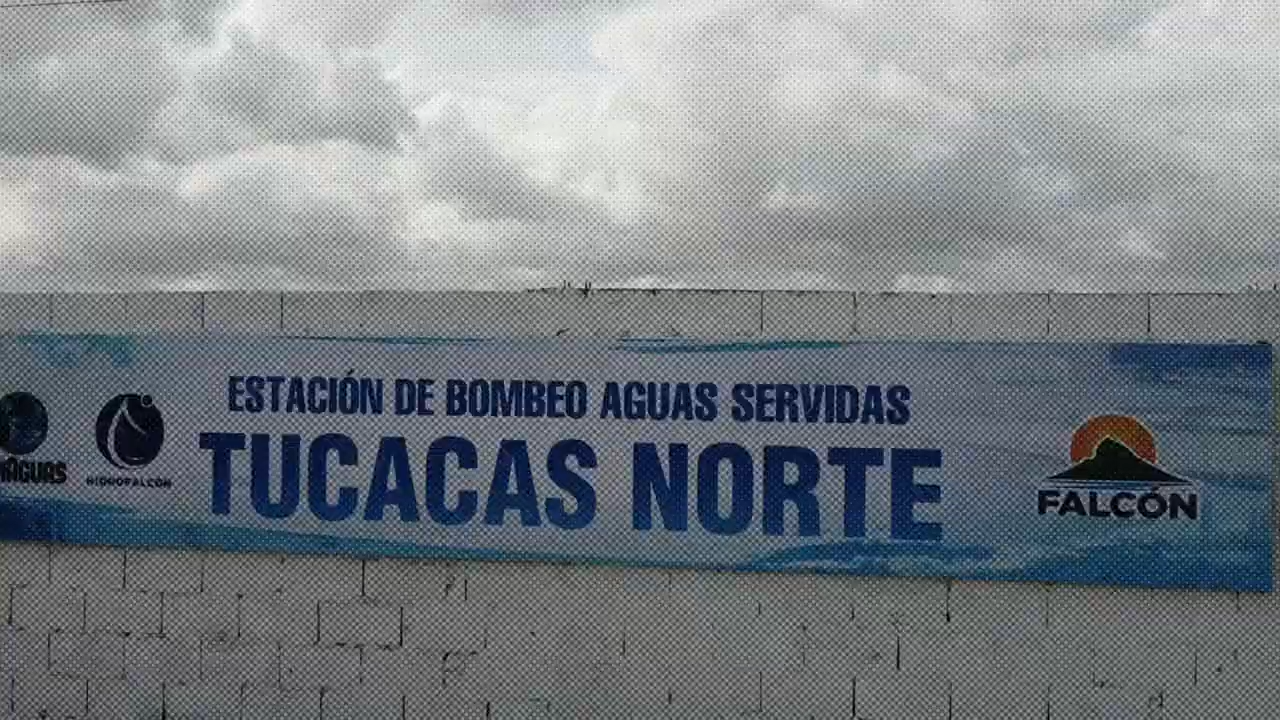 ESTACIÓN DE BOMBEO AGUAS SERVIDAS
TUCACAS NORTE
HIDROFALCÓN
FALCÓN